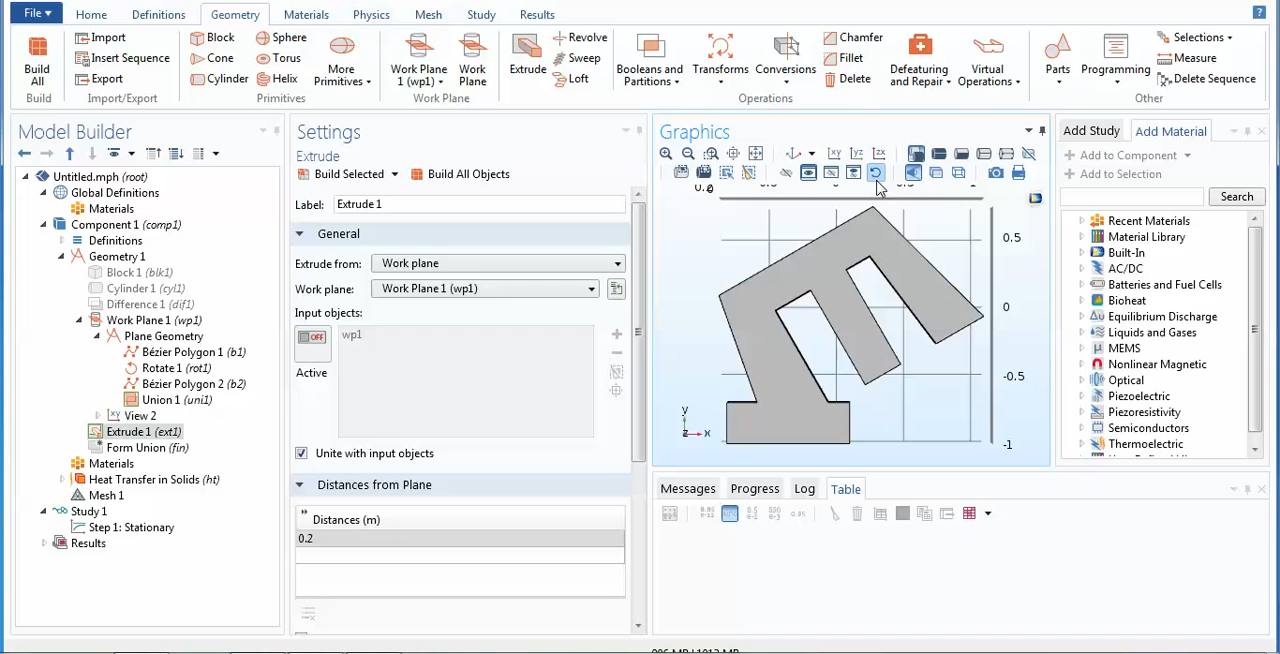 File Home Definitions Geometry Materials Physics Mesh Study Results
Import Block Sphere Revolve Chamfer Selections
Insert Sequence Cone Torus Sweep Fillet Measure
Build All Export Cylinder Helix More Primitives Work Plane 1 (wp1) Work Plane Extrude Loft Booleans and Partitions Transforms Conversions Delete Defeaturing and Repair Virtual Operations Parts Programming Delete Sequence
Build Import/Export Primitives Work Plane Operations Other
Model Builder
Untitled.mph (root)
Global Definitions
Materials
Component 1 (comp1)
Definitions
Geometry 1
Block 1 (blk1)
Cylinder 1 (cyl1)
Difference 1 (dif1)
Work Plane 1 (wp1)
Plane Geometry
Bézier Polygon 1 (b1)
Rotate 1 (rot1)
Bézier Polygon 2 (b2)
Union 1 (uni1)
View 2
Extrude 1 (ext1)
Form Union (fin)
Materials
Heat Transfer in Solids (ht)
Mesh 1
Study 1
Step 1: Stationary
Results
Settings
Extrude
Build Selected Build All Objects
Label: Extrude 1
General
Extrude from: Work plane
Work plane: Work Plane 1 (wp1)
Input objects:
OFF wp1
Active
Unite with input objects
Distances from Plane
Distances (m)
0.2
Graphics
xy yz zx
0.5
0
-0.5
-1
y
z x
Messages Progress Log Table
Add Study Add Material
Add to Component
Add to Selection
Search
Recent Materials
Material Library
Built-In
AC/DC
Batteries and Fuel Cells
Bioheat
Equilibrium Discharge
Liquids and Gases
MEMS
Nonlinear Magnetic
Optical
Piezoelectric
Piezoresistivity
Semiconductors
Thermoelectric